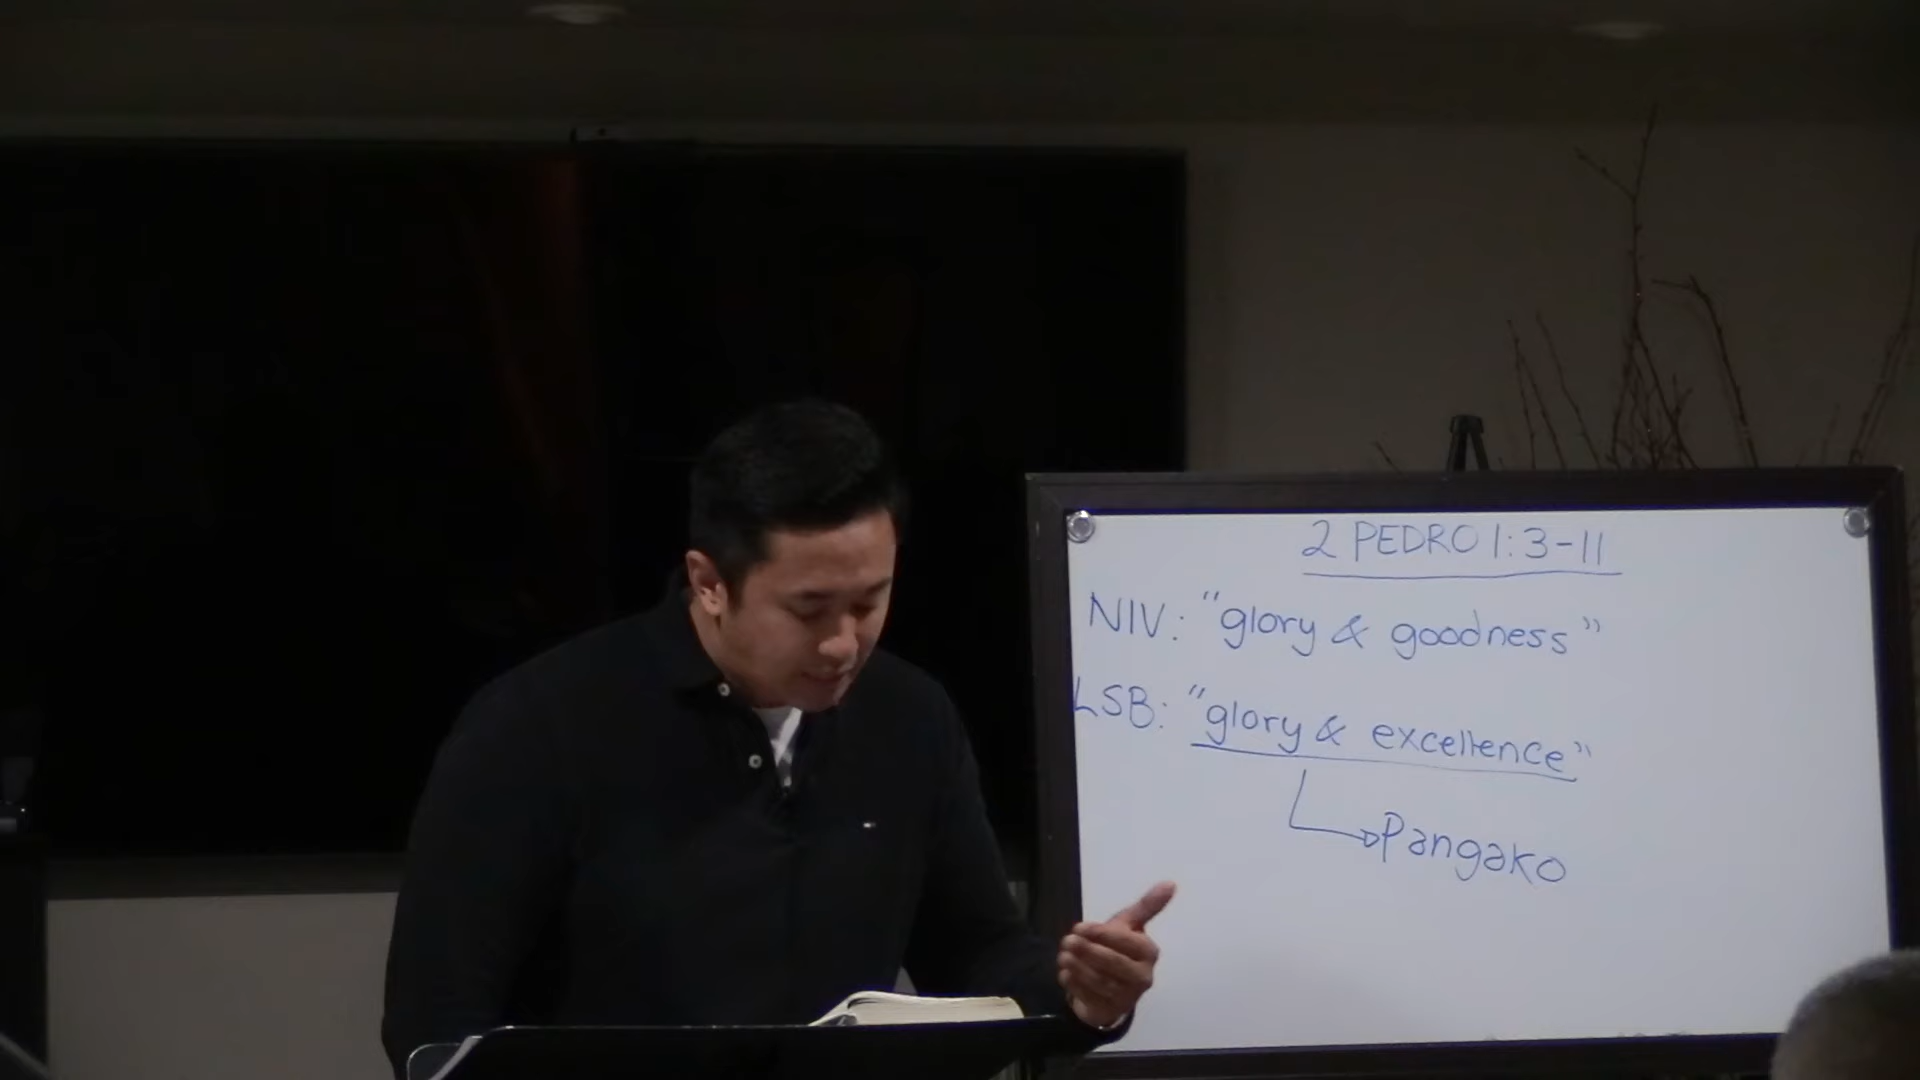 2 PEDRO 1:3-11
NIV: "glory & goodness"
LSB: "glory & excellence"
Pangako